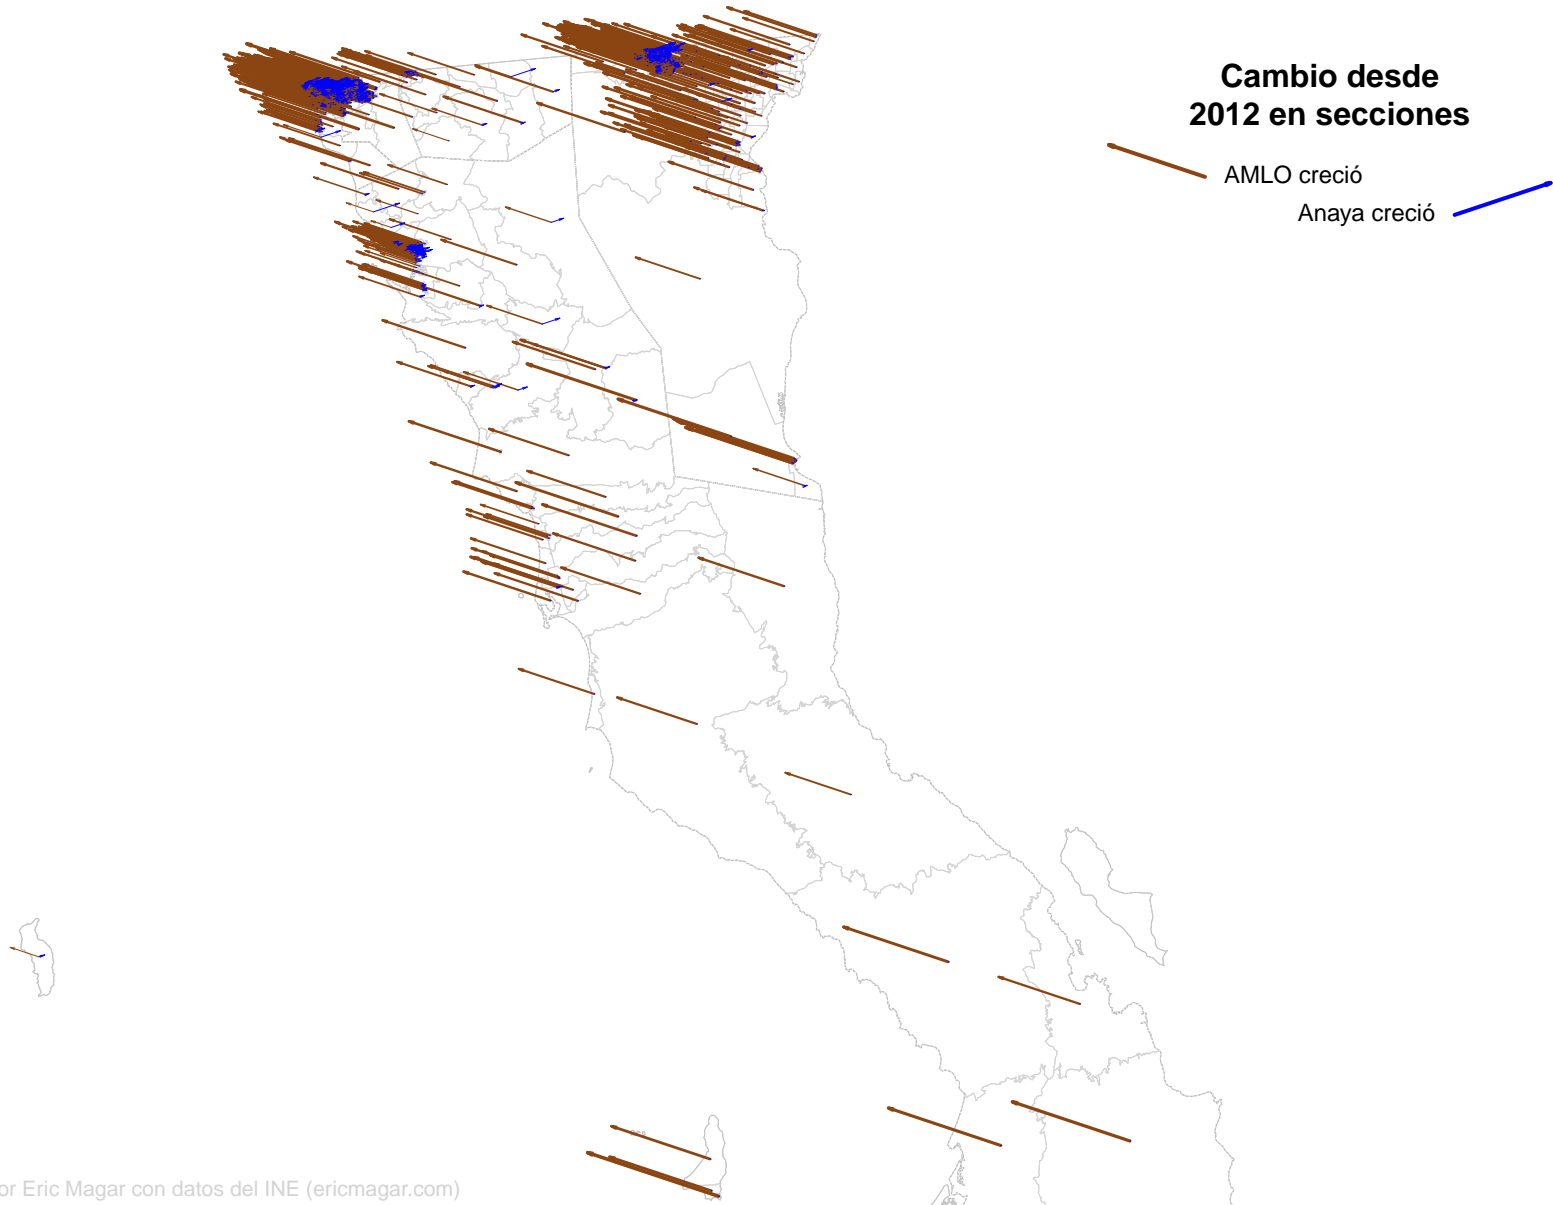 Cambio desde
2012 en secciones
AMLO creció
Anaya creció
or Eric Magar con datos del INE (ericmagar.com)